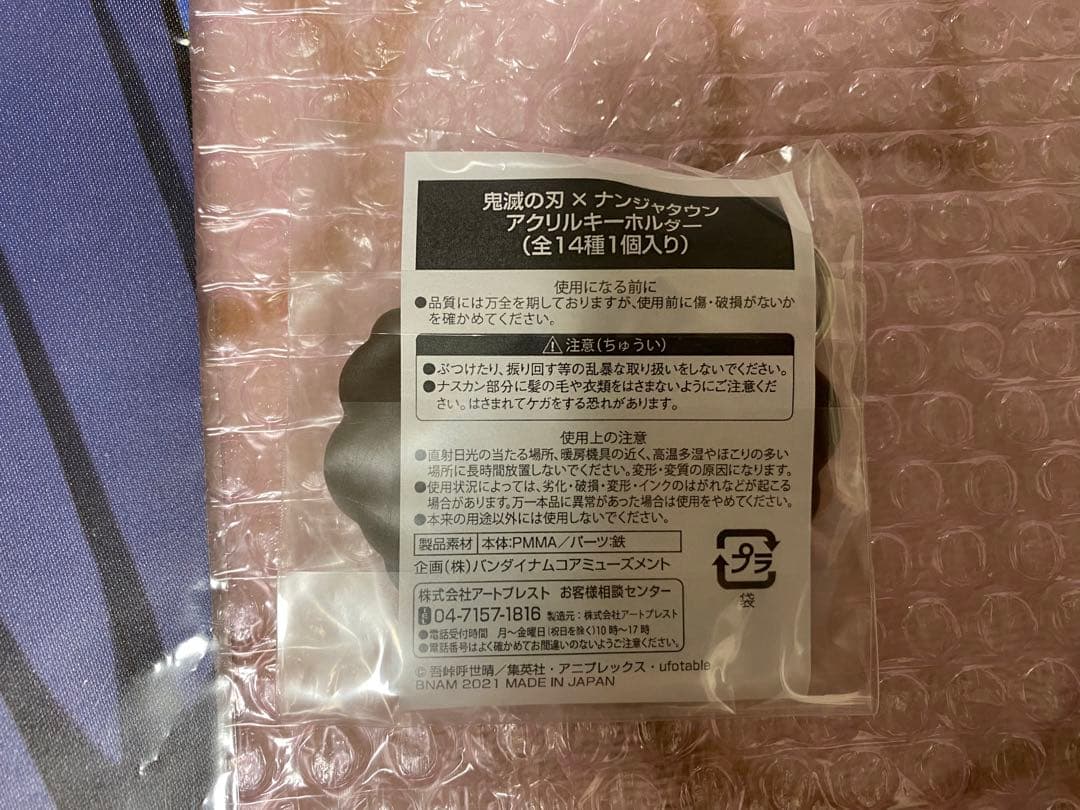 鬼滅の刃×ナンジャタウン
アクリルキーホルダー
(全14種1個入り)
使用になる前に
●品質には万全を期しておりますが、使用前に傷・破損がないか
を確かめてください。
⚠注意(ちゅうい)
●ぶつけたり、振り回す等の乱暴な取り扱いをしないでください。
●ナスカン部分に髪の毛や衣類をはさまないようにご注意くだ
さい。はさまれてケガをする恐れがあります。
使用上の注意
●直射日光の当たる場所、暖房機具の近く、高温多湿やほこりの多い
場所に長時間放置しないでください。変形・変質の原因になります。
●使用状況によっては、劣化・破損・変形・インクのはがれなどが起こる
場合があります。万一本品に異常があった場合は使用をやめてください。
●本来の用途以外には使用しないでください。
製品素材 本体:PMMA/パーツ:鉄
企画(株)バンダイナムコアミューズメント
プラ
袋
株式会社アートプレスト お客様相談センター
TEL 04-7157-1816 製造元:株式会社アートプレスト
●電話受付時間 月〜金曜日(祝日を除く)10時〜17時
●電話番号はよく確かめてお間違いのないようご注意ください。
©吾峠呼世晴/集英社・アニプレックス・ufotable
BNAM 2021 MADE IN JAPAN